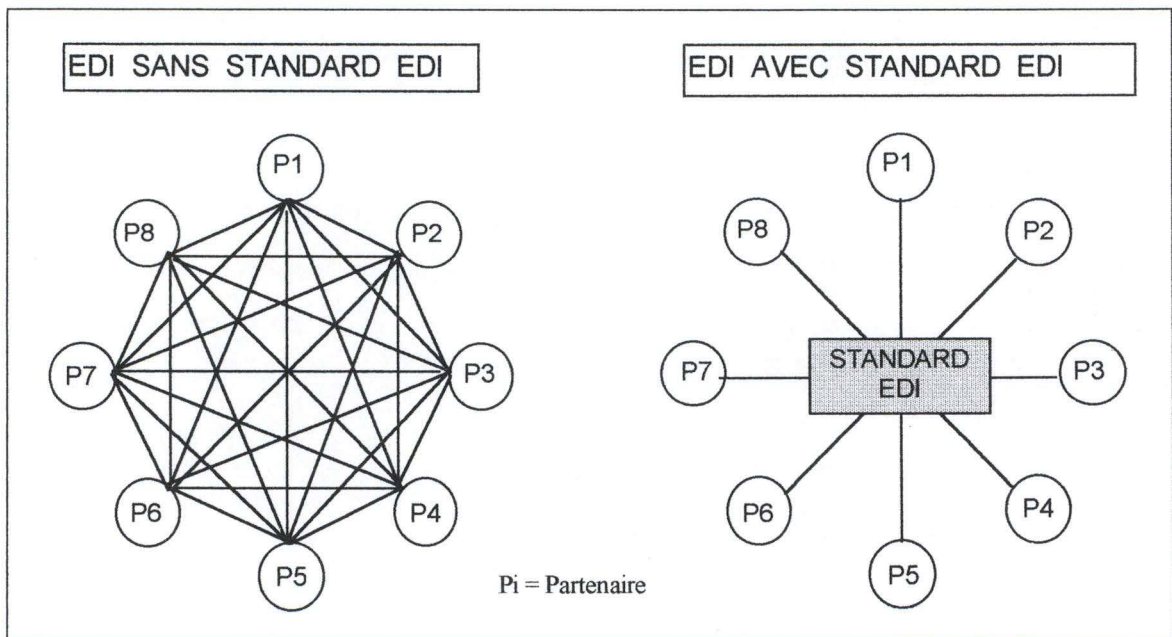 EDI SANS STANDARD EDI
EDI AVEC STANDARD EDI
P1
P8
P2
P7
P3
P6
P4
P5
P1
P8
P2
P7
STANDARD
EDI
P3
P6
P4
P5
Pi = Partenaire